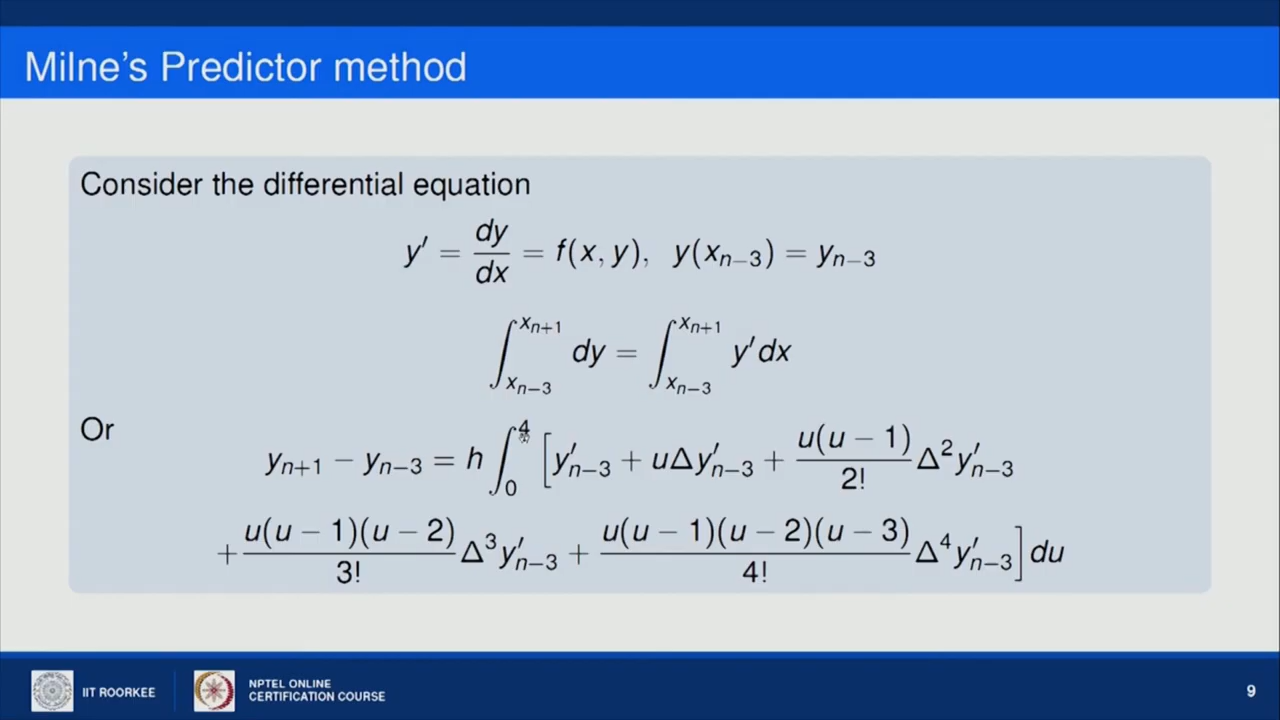 Milne's Predictor method
Consider the differential equation
y′ = dy/dx = f(x, y), y(x_{n−3}) = y_{n−3}
∫_{x_{n−3}}^{x_{n+1}} dy = ∫_{x_{n−3}}^{x_{n+1}} y′dx
Or
y_{n+1} − y_{n−3} = h ∫_0^4 [y′_{n−3} + uΔy′_{n−3} + u(u − 1)/2! Δ²y′_{n−3}
+ u(u − 1)(u − 2)/3! Δ³y′_{n−3} + u(u − 1)(u − 2)(u − 3)/4! Δ⁴y′_{n−3}] du
IIT ROORKEE
NPTEL ONLINE
CERTIFICATION COURSE
9